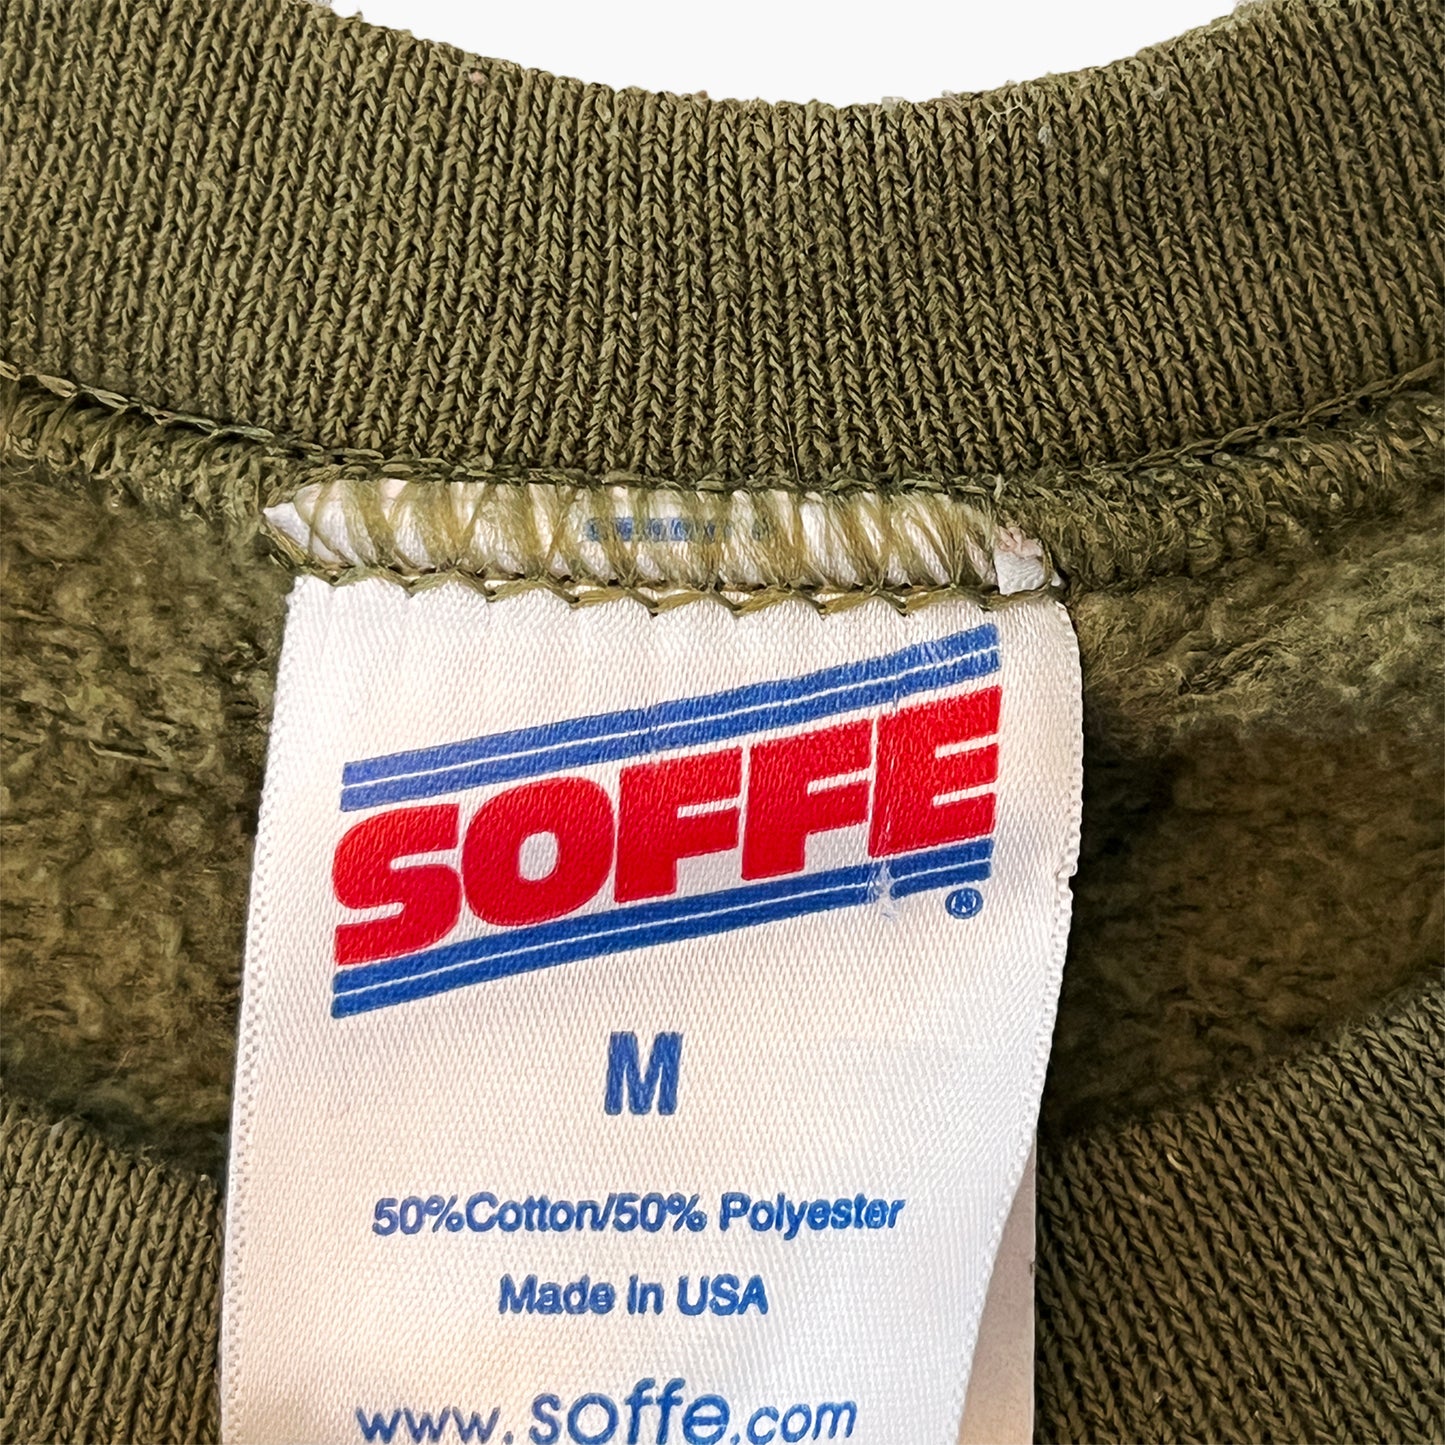 SOFFE
®
M
50%Cotton/50% Polyester
Made in USA
www.soffe.com